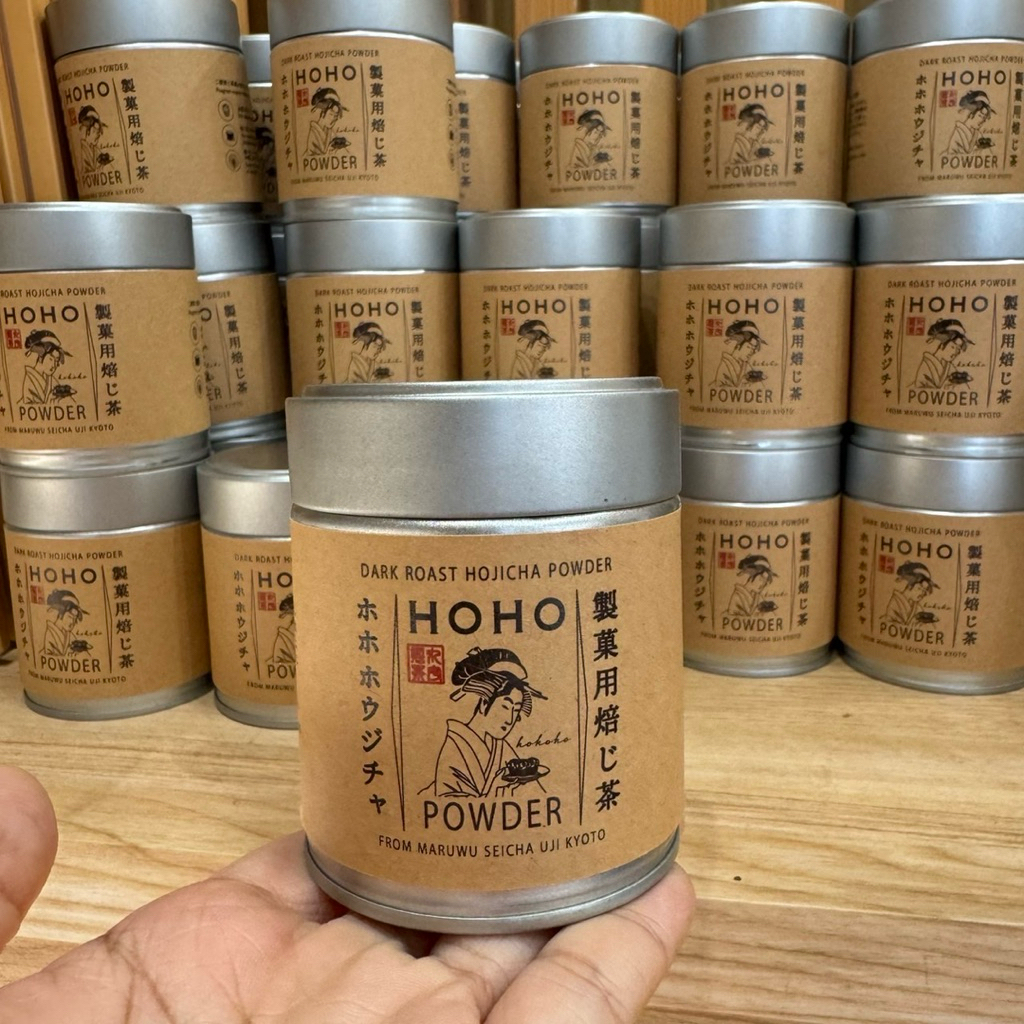 DARK ROAST HOJICHA POWDER
HOHO
製菓用焙じ茶
ホホホウジチャ
hohoho
POWDER
FROM MARUWU SEICHA UJI KYOTO